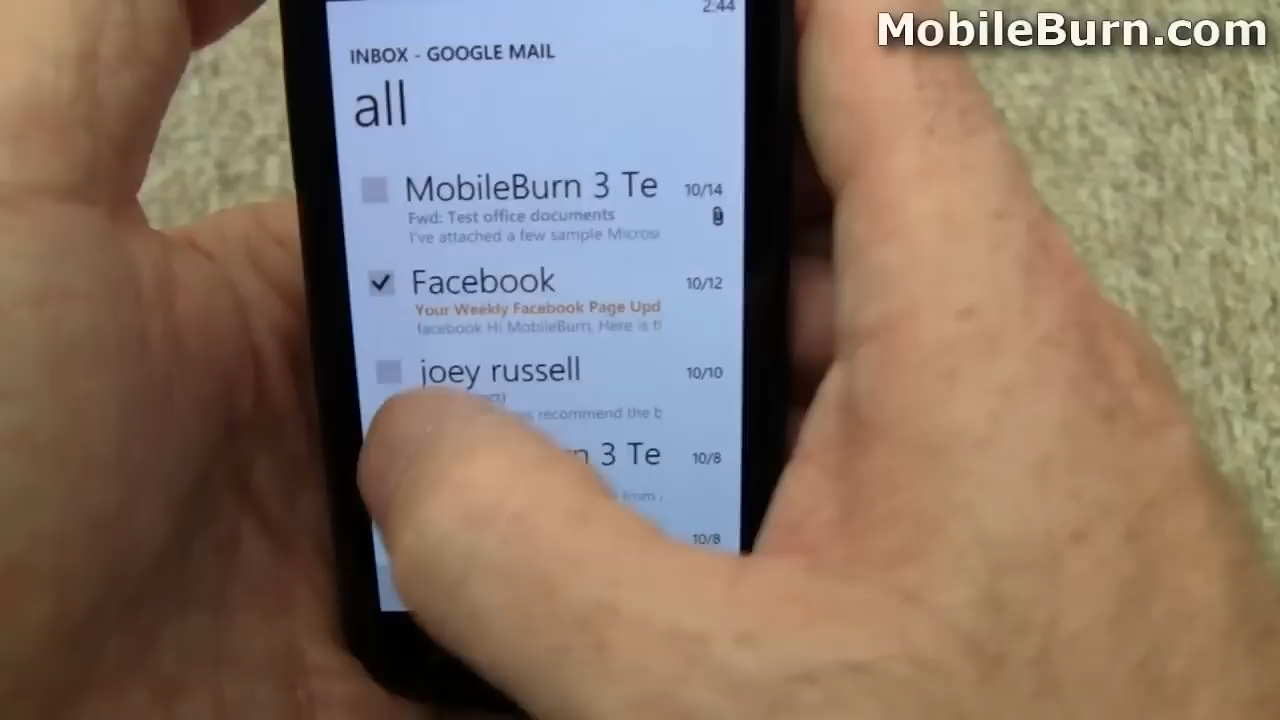 2:44
MobileBurn.com
INBOX - GOOGLE MAIL
all
MobileBurn 3 Te 10/14
Fwd: Test office documents
I've attached a few sample Micros
Facebook 10/12
Your Weekly Facebook Page Upd
facebook Hi MobileBurn, Here is
joey russell 10/10
recommend the b
3 Te 10/8
from
10/8